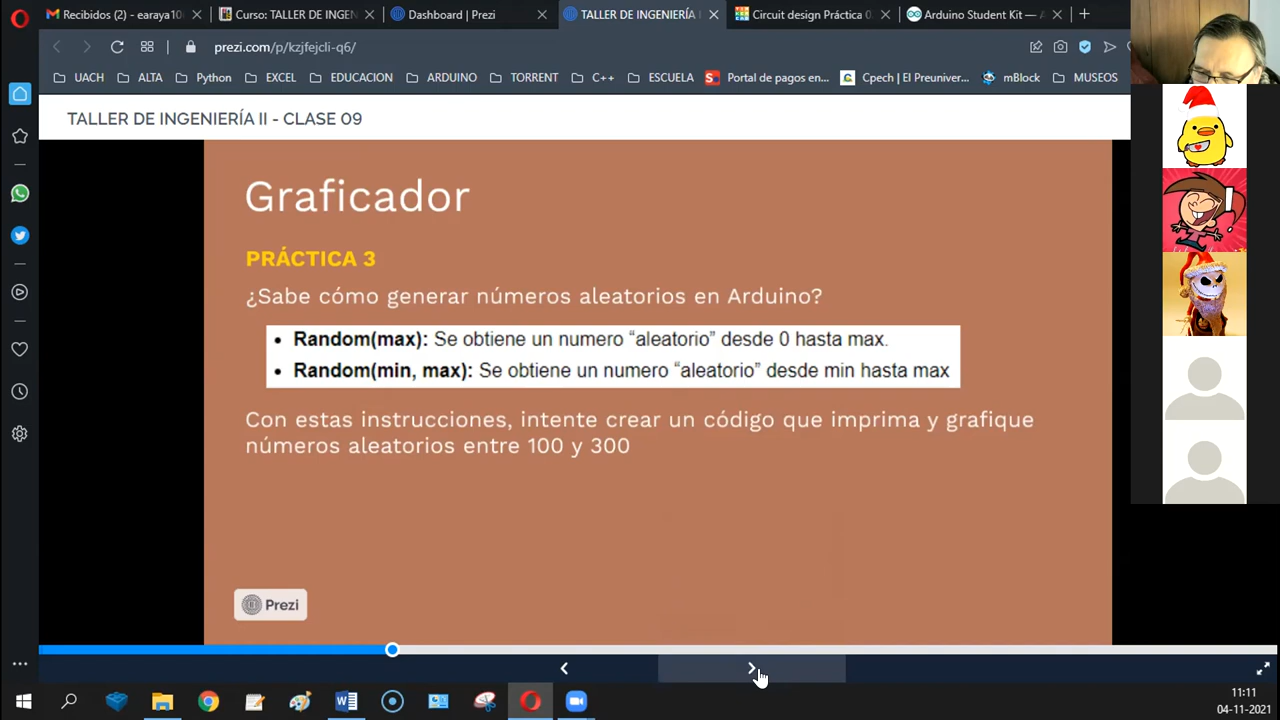 Recibidos (2) - earaya10
Curso: TALLER DE INGEN
Dashboard | Prezi
TALLER DE INGENIERÍA I
Circuit design Práctica 0
Arduino Student Kit — A
prezi.com/p/kzjfejcli-q6/
UACH
ALTA
Python
EXCEL
EDUCACION
ARDUINO
TORRENT
C++
ESCUELA
Portal de pagos en...
Cpech | El Preuniver...
mBlock
MUSEOS
TALLER DE INGENIERÍA II - CLASE 09
Graficador
PRÁCTICA 3
¿Sabe cómo generar números aleatorios en Arduino?
• Random(max): Se obtiene un numero “aleatorio” desde 0 hasta max.
• Random(min, max): Se obtiene un numero “aleatorio” desde min hasta max
Con estas instrucciones, intente crear un código que imprima y grafique
números aleatorios entre 100 y 300
Prezi
11:11
04-11-2021